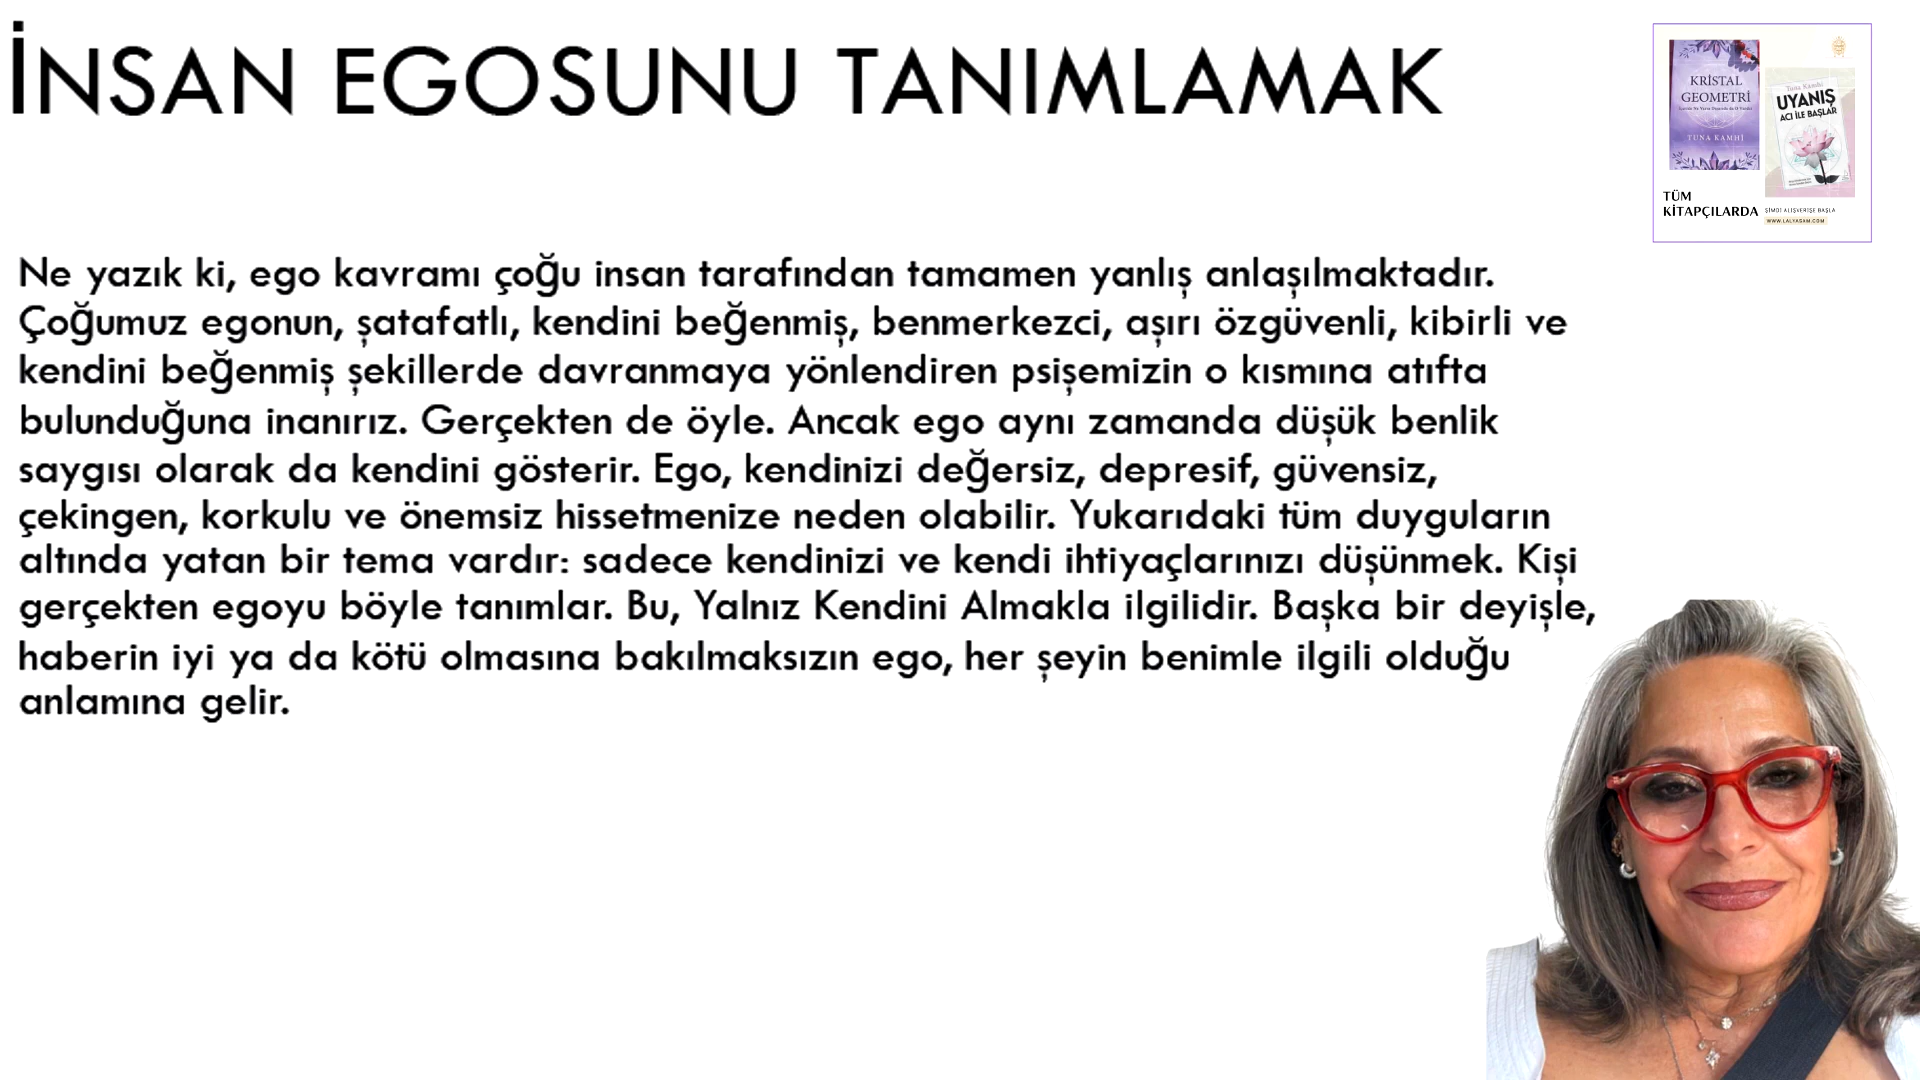 İNSAN EGOSUNU TANIMLAMAK
KRİSTAL
GEOMETRİ
TUNA KAMHİ
Tuna Kamhi
UYANIŞ
ACI İLE BAŞLAR
TÜM
KİTAPÇILARDA
ŞİMDİ ALIŞVERİŞE BAŞLA
WWW.LALYASAM.COM
Ne yazık ki, ego kavramı çoğu insan tarafından tamamen yanlış anlaşılmaktadır.
Çoğumuz egonun, şatafatlı, kendini beğenmiş, benmerkezci, aşırı özgüvenli, kibirli ve
kendini beğenmiş şekillerde davranmaya yönlendiren psişemizin o kısmına atıfta
bulunduğuna inanırız. Gerçekten de öyle. Ancak ego aynı zamanda düşük benlik
saygısı olarak da kendini gösterir. Ego, kendinizi değersiz, depresif, güvensiz,
çekingen, korkulu ve önemsiz hissetmenize neden olabilir. Yukarıdaki tüm duyguların
altında yatan bir tema vardır: sadece kendinizi ve kendi ihtiyaçlarınızı düşünmek. Kişi
gerçekten egoyu böyle tanımlar. Bu, Yalnız Kendini Almakla ilgilidir. Başka bir deyişle,
haberin iyi ya da kötü olmasına bakılmaksızın ego, her şeyin benimle ilgili olduğu
anlamına gelir.